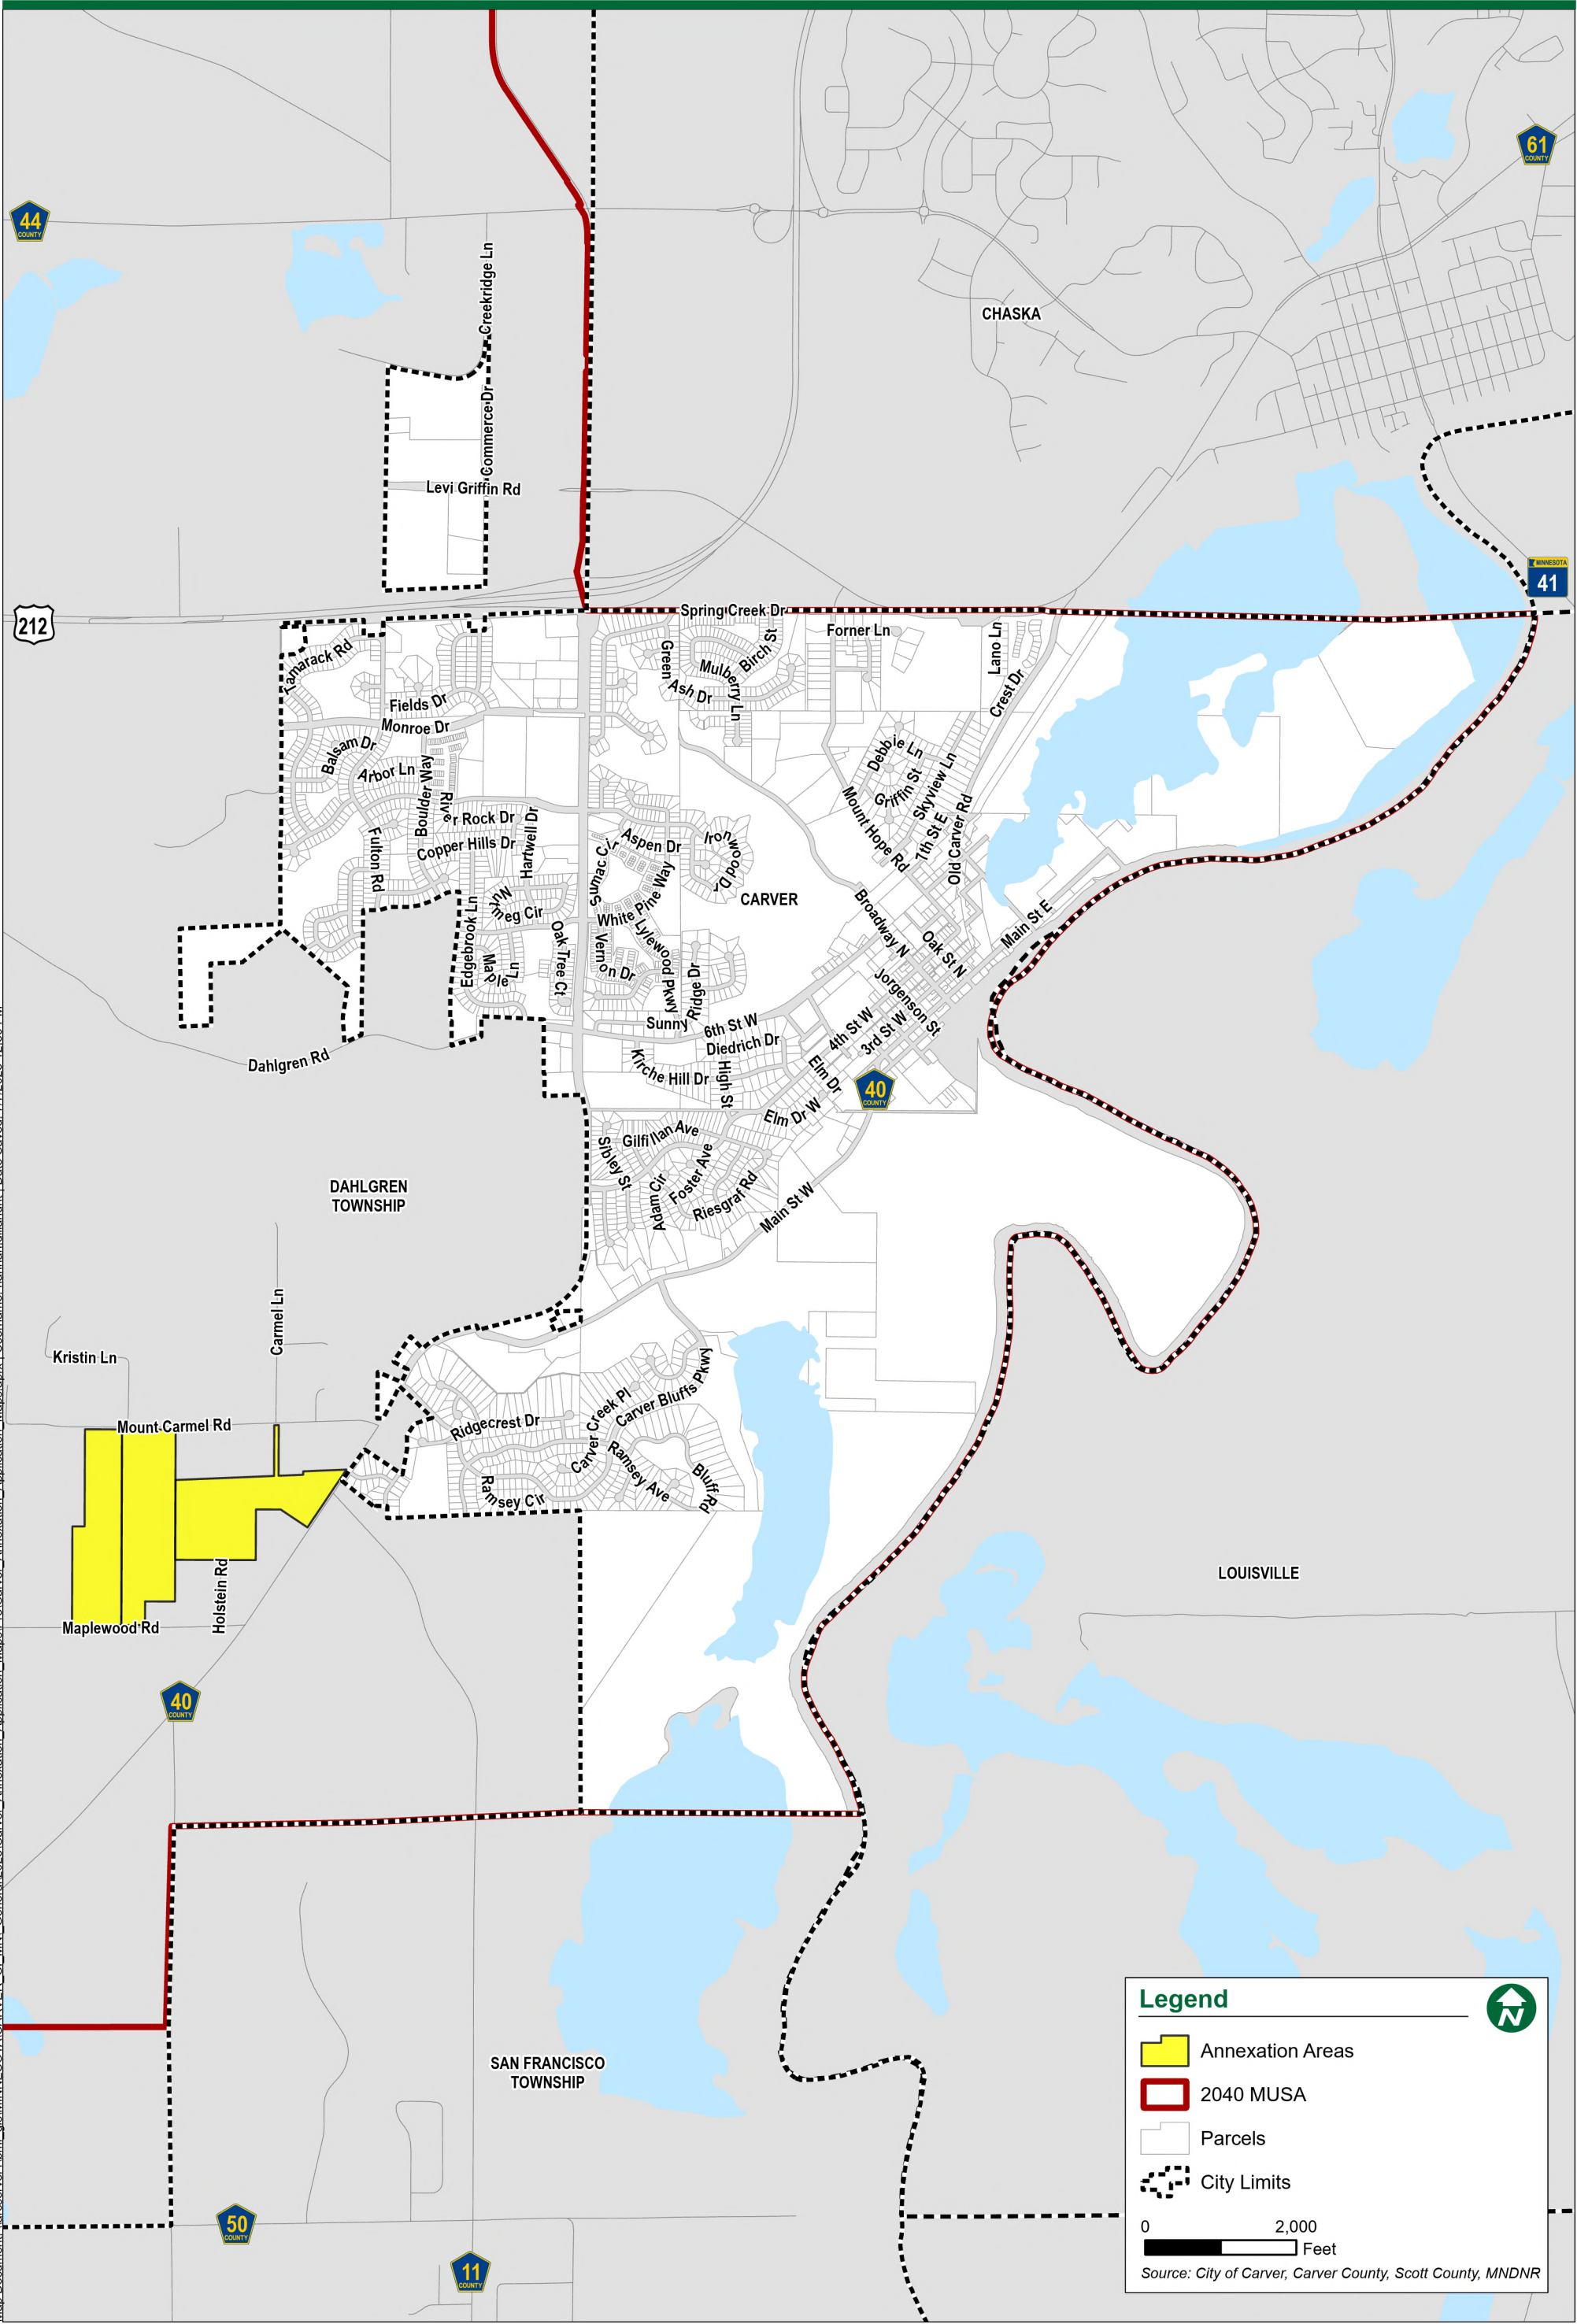 61
COUNTY
44
COUNTY
Creekridge Ln
CHASKA
Commerce Dr
Levi Griffin Rd
MINNESOTA
41
212
Spring Creek Dr
Forner Ln
Lano Ln
Tamarack Rd
Green
Mulberry Ln
Birch St
Ash Dr
Crest Dr
Fields Dr
Monroe Dr
Balsam Dr
Arbor Ln
Boulder Way
River Rock Dr
Debbie Ln
Griffin St
Skyview Ln
Mount Hope Rd
7th St E
Old Carver Rd
Fulton Rd
Copper Hills Dr
Hartwell Dr
Aspen Dr
Ironwood Dr
Sumac Cir
CARVER
Nutmeg Cir
White Pine Way
Edgebrook Ln
Maple Ln
Oak Tree Ct
Vernon Dr
Lylewood Pkwy
Sunny Ridge Dr
Broadway N
Oak St N
Main St E
Jorgenson St
6th St W
4th St W
3rd St W
Diedrich Dr
Dahlgren Rd
Kirche Hill Dr
High St
Elm Dr
40
COUNTY
Elm Dr W
Gilfillan Ave
Sibley St
Adam Cir
Foster Ave
Riesgraf Rd
Main St W
DAHLGREN
TOWNSHIP
Carmel Ln
Kristin Ln
Mount Carmel Rd
Ridgecrest Dr
Carver Creek Pl
Carver Bluffs Pkwy
Ramsey Ave
Ramsey Cir
Bluff Rd
Holstein Rd
Maplewood Rd
LOUISVILLE
40
COUNTY
SAN FRANCISCO
TOWNSHIP
50
COUNTY
11
COUNTY
Legend
N
Annexation Areas
2040 MUSA
Parcels
City Limits
0 2,000
Feet
Source: City of Carver, Carver County, Scott County, MNDNR